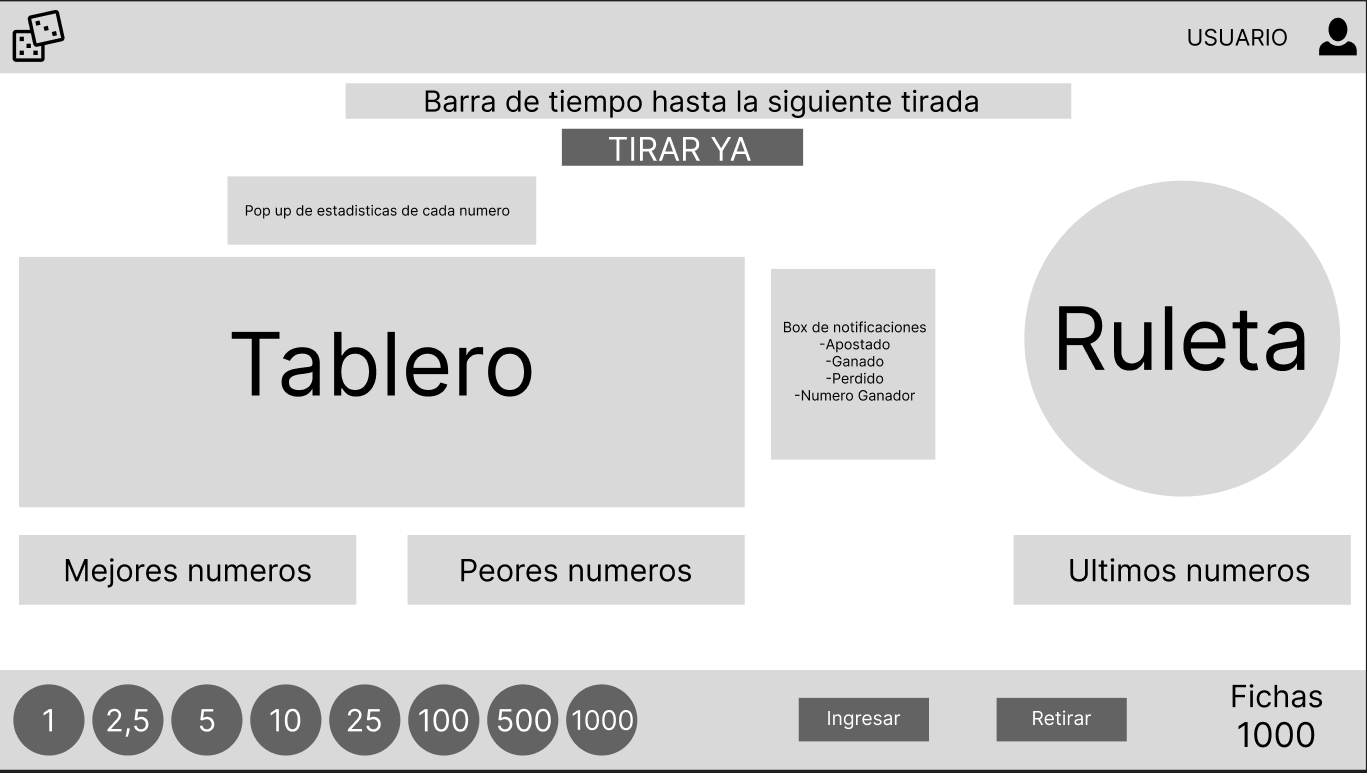 USUARIO
Barra de tiempo hasta la siguiente tirada
TIRAR YA
Pop up de estadisticas de cada numero
Tablero
Box de notificaciones
-Apostado
-Ganado
-Perdido
-Numero Ganador
Ruleta
Mejores numeros
Peores numeros
Ultimos numeros
1
2,5
5
10
25
100
500
1000
Ingresar
Retirar
Fichas
1000